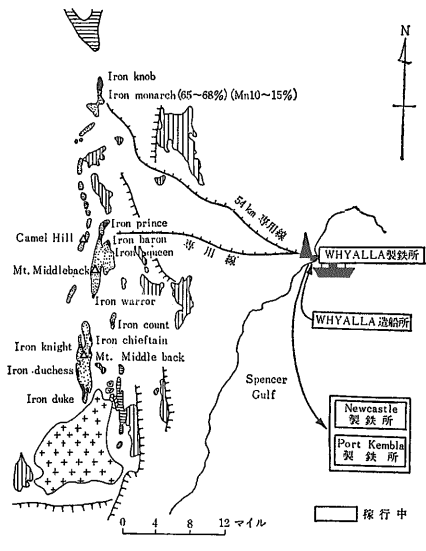 N
Iron knob
Iron monarch(65~68%)(Mn10~15%)
54km 専用線
Iron prince
Camel Hill
Iron baron
Iron queen
専用線
Mt. Middleback
WHYALLA製鉄所
Iron warror
WHYALLA造船所
Iron count
Iron knight
Iron chieftain
Mt. Middle back
Iron duchess
Iron duke
Spencer
Gulf
Newcastle
製鉄所
Port Kembla
製鉄所
稼行中
0 4 8 12 マイル